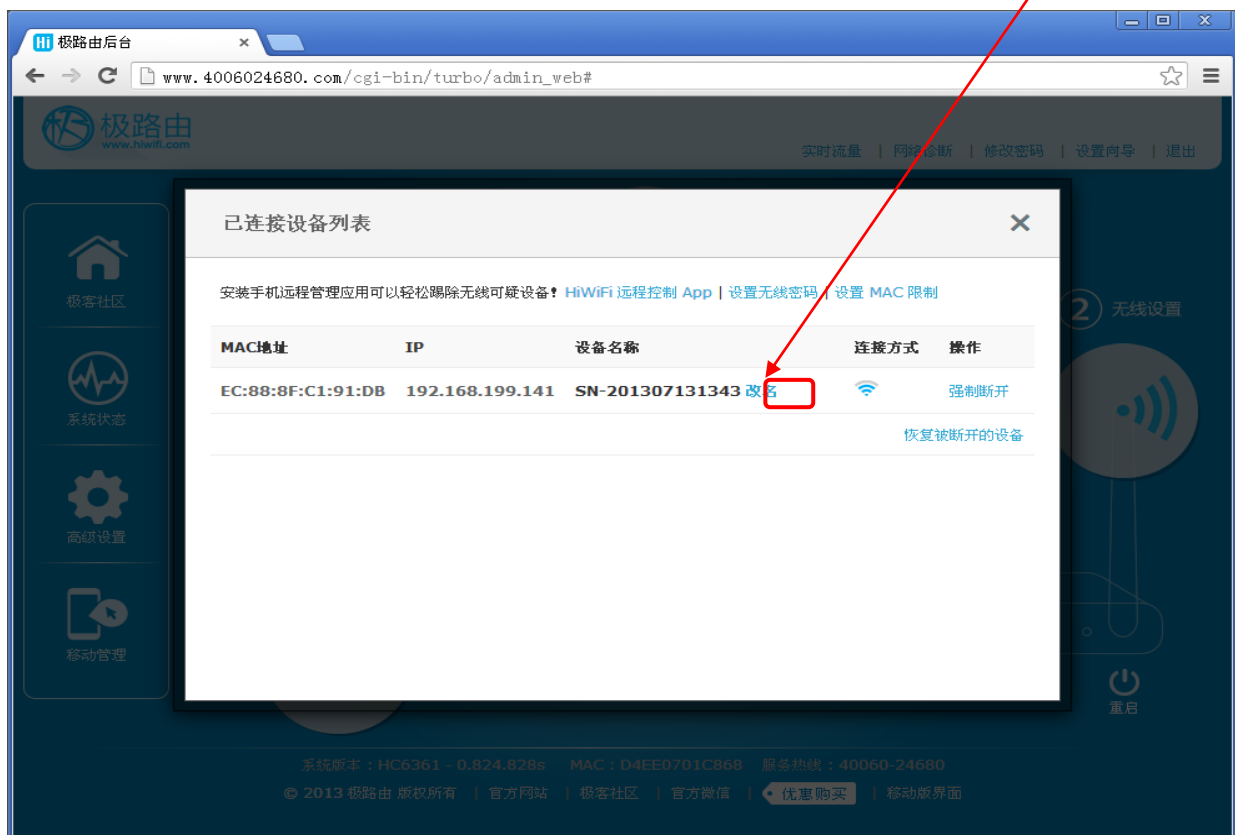 Hi 极路由后台
www.4006024680.com/cgi-bin/turbo/admin_web#
极路由
www.hiwifi.com
实时流量 | 网络诊断 | 修改密码 | 设置向导 | 退出
已连接设备列表
安装手机远程管理应用可以轻松踢除无线可疑设备! HiWiFi 远程控制 App | 设置无线密码 | 设置 MAC 限制
MAC地址 IP 设备名称 连接方式 操作
EC:88:8F:C1:91:DB 192.168.199.141 SN-201307131343 改名 强制断开
恢复被断开的设备
极客社区
系统状态
高级设置
移动管理
2 无线设置
重启
系统版本:HC6361 - 0.824.828s MAC:D4EE0701C868 服务热线:40060-24680
© 2013 极路由 版权所有 | 官方网站 | 极客社区 | 官方微信 | 优惠购买 | 移动版界面